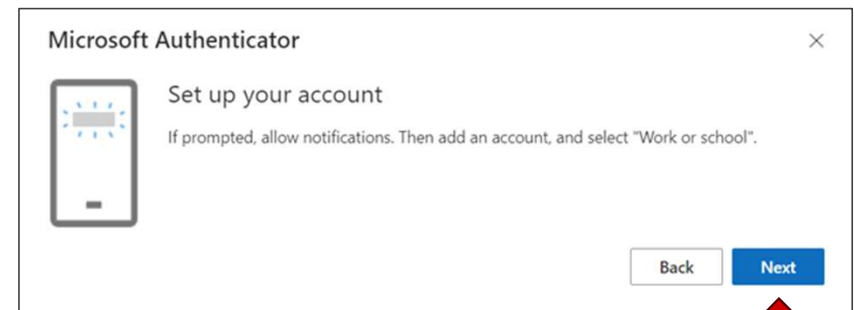 Microsoft Authenticator
Set up your account
If prompted, allow notifications. Then add an account, and select "Work or school".
Back
Next